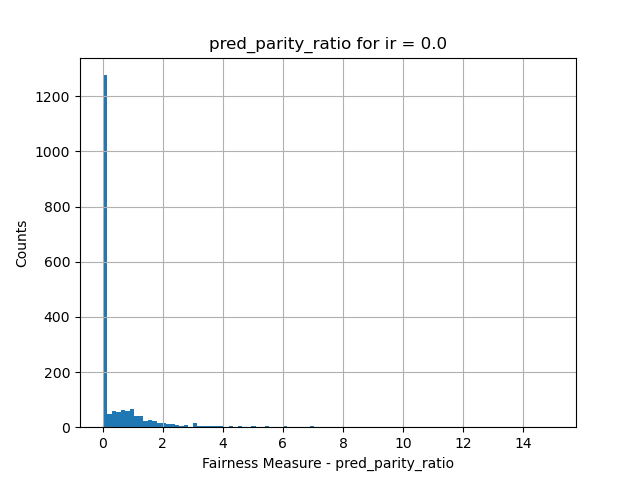 pred_parity_ratio for ir = 0.0
Counts
1200
1000
800
600
400
200
0
0 2 4 6 8 10 12 14
Fairness Measure - pred_parity_ratio